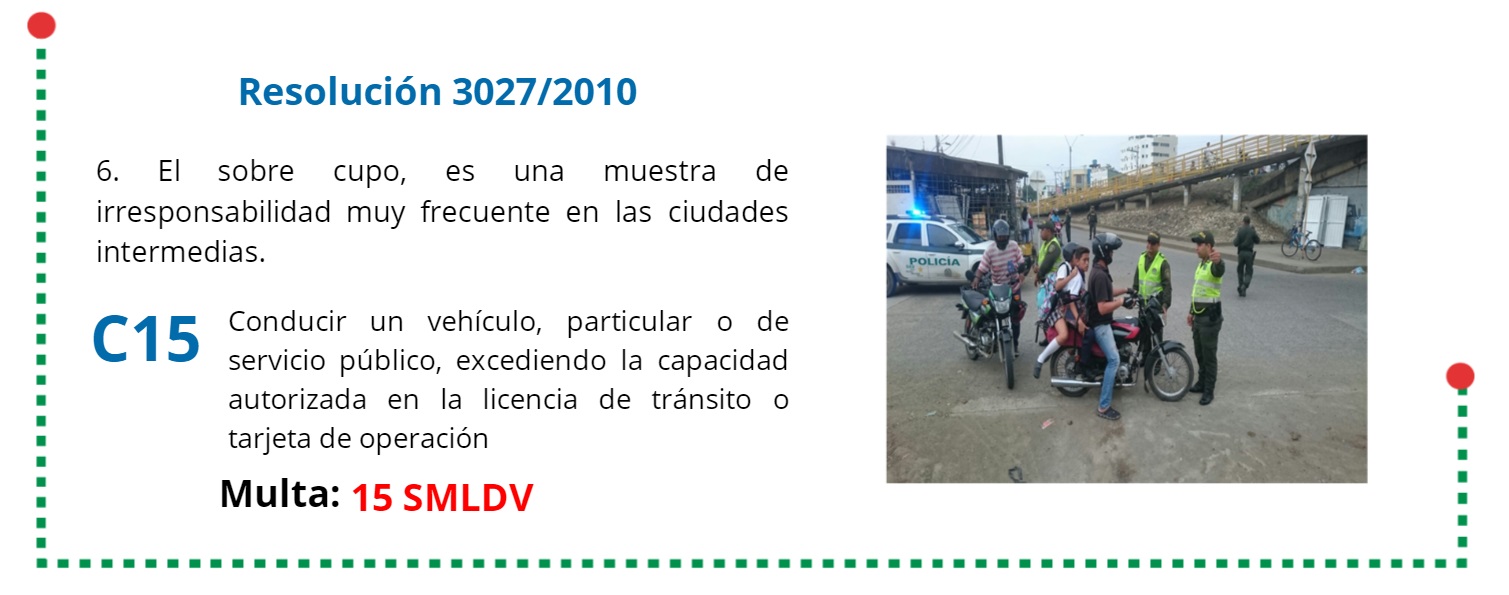 Resolución 3027/2010
6. El sobre cupo, es una muestra de
irresponsabilidad muy frecuente en las ciudades
intermedias.
C15
Conducir un vehículo, particular o de
servicio público, excediendo la capacidad
autorizada en la licencia de tránsito o
tarjeta de operación
Multa: 15 SMLDV
POLICÍA